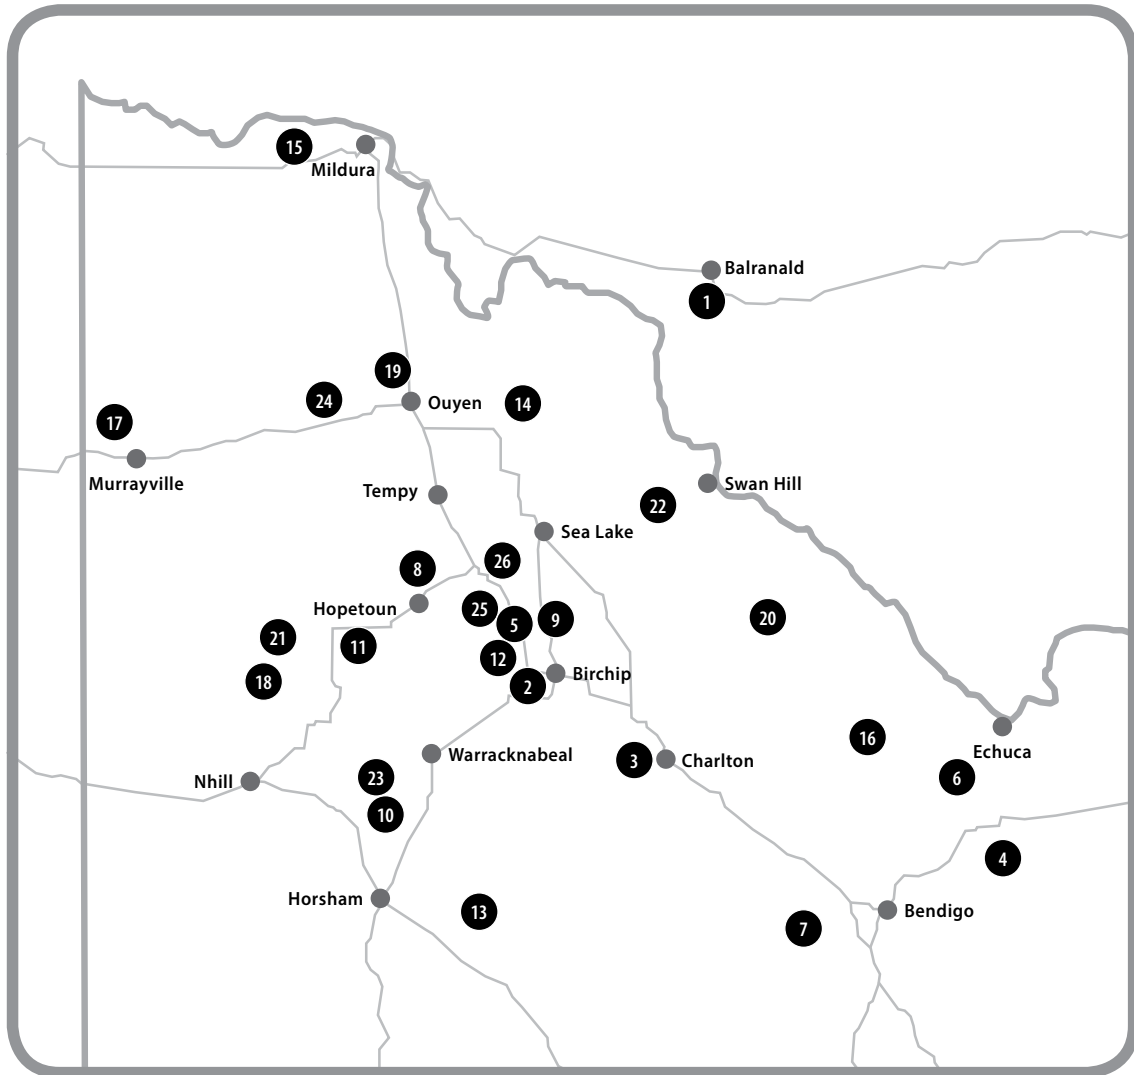 15
Mildura
Balranald
1
19
24
Ouyen
14
17
Murrayville
Tempy
Swan Hill
22
Sea Lake
26
8
Hopetoun
25
5
9
20
21
11
12
18
2
Birchip
16
Echuca
Warracknabeal
3
Charlton
Nhill
23
6
10
4
Horsham
13
Bendigo
7